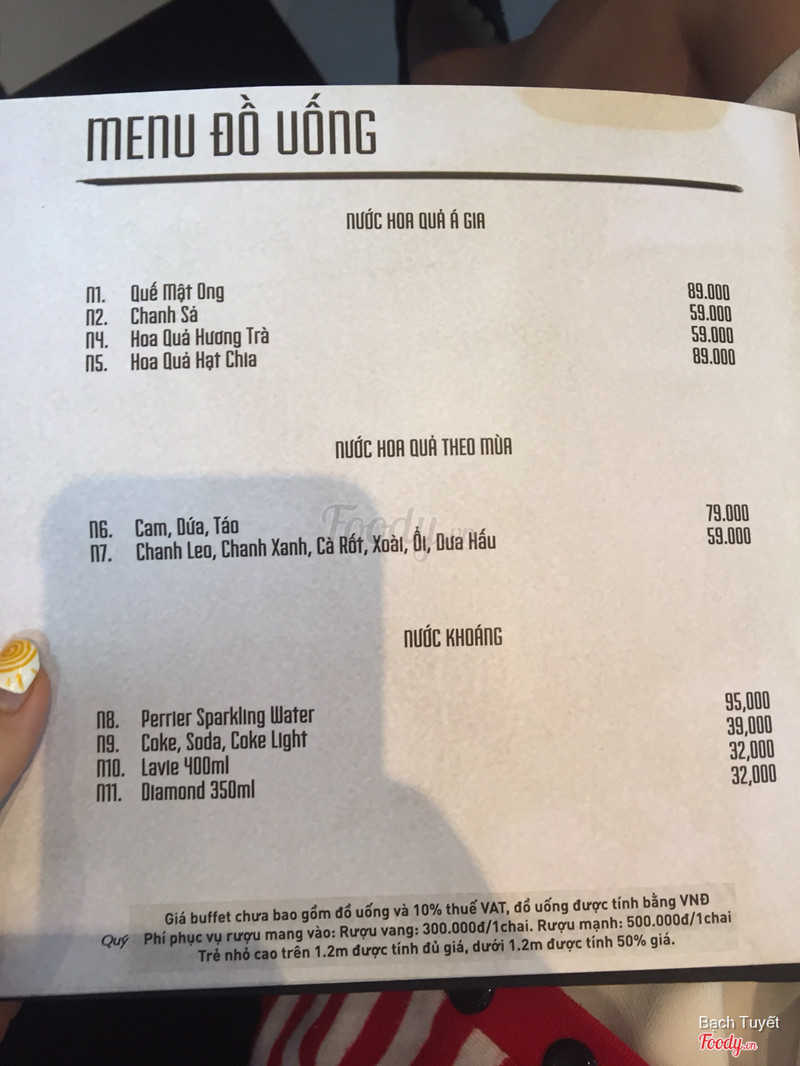 MENU ĐỒ UỐNG
NƯỚC HOA QUẢ Á GIA
N1. Quế Mật Ong 89.000
N2. Chanh Sả 59.000
N4. Hoa Quả Hương Trà 59.000
N5. Hoa Quả Hạt Chia 89.000
NƯỚC HOA QUẢ THEO MÙA
N6. Cam, Dứa, Táo 79.000
N7. Chanh Leo, Chanh Xanh, Cà Rốt, Xoài, Ổi, Dưa Hấu 59.000
Foody.vn
NƯỚC KHOÁNG
N8. Perrier Sparkling Water 95,000
N9. Coke, Soda, Coke Light 39,000
N10. Lavie 400ml 32,000
N11. Diamond 350ml 32,000
Giá buffet chưa bao gồm đồ uống và 10% thuế VAT, đồ uống được tính bằng VNĐ
Quý Phí phục vụ rượu mang vào: Rượu vang: 300.000đ/1chai. Rượu mạnh: 500.000đ/1chai
Trẻ nhỏ cao trên 1.2m được tính đủ giá, dưới 1.2m được tính 50% giá.
Bạch Tuyết
Foody.vn